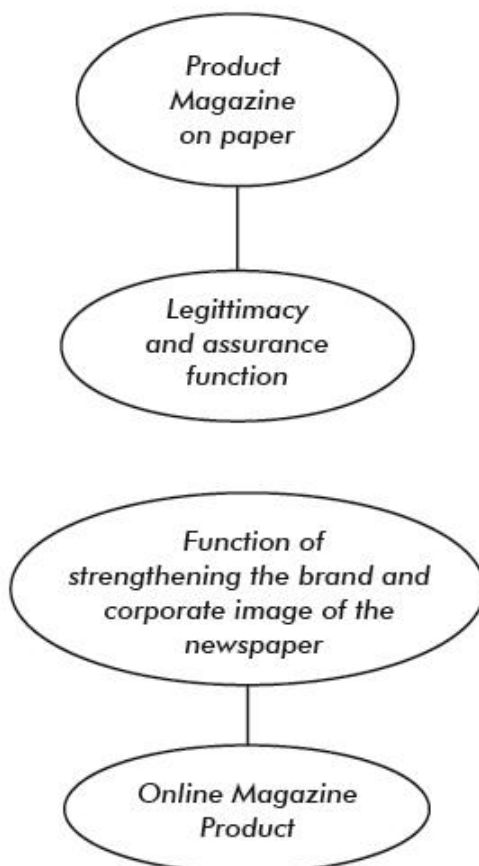 Product
Magazine
on paper
Legittimacy
and assurance
function
Function of
strengthening the brand and
corporate image of the
newspaper
Online Magazine
Product